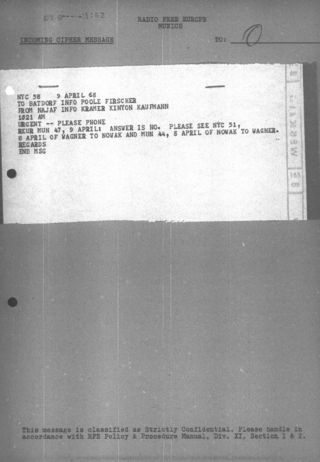 RADIO FREE EUROPE
MUNICH
INCOMING CIPHER MESSAGE
TO:
NYC 38 9 APRIL 68
TO BATDORF INFO POOLE FIRSCHER
FROM NAJAF INFO KRAMER KINYON KAUFMANN
1021 AM
URGENT -- PLEASE PHONE
REUR MUN 47, 9 APRIL: ANSWER IS NO. PLEASE SEE NYC 51,
8 APRIL OF WAGNER TO NOWAK AND MUN 44, 8 APRIL OF NOWAK TO WAGNER.
REGARDS
END MSG
This message is classified as Strictly Confidential. Please handle in
accordance with RFE Policy & Procedure Manual, Div. XI, Section 1 & 2.